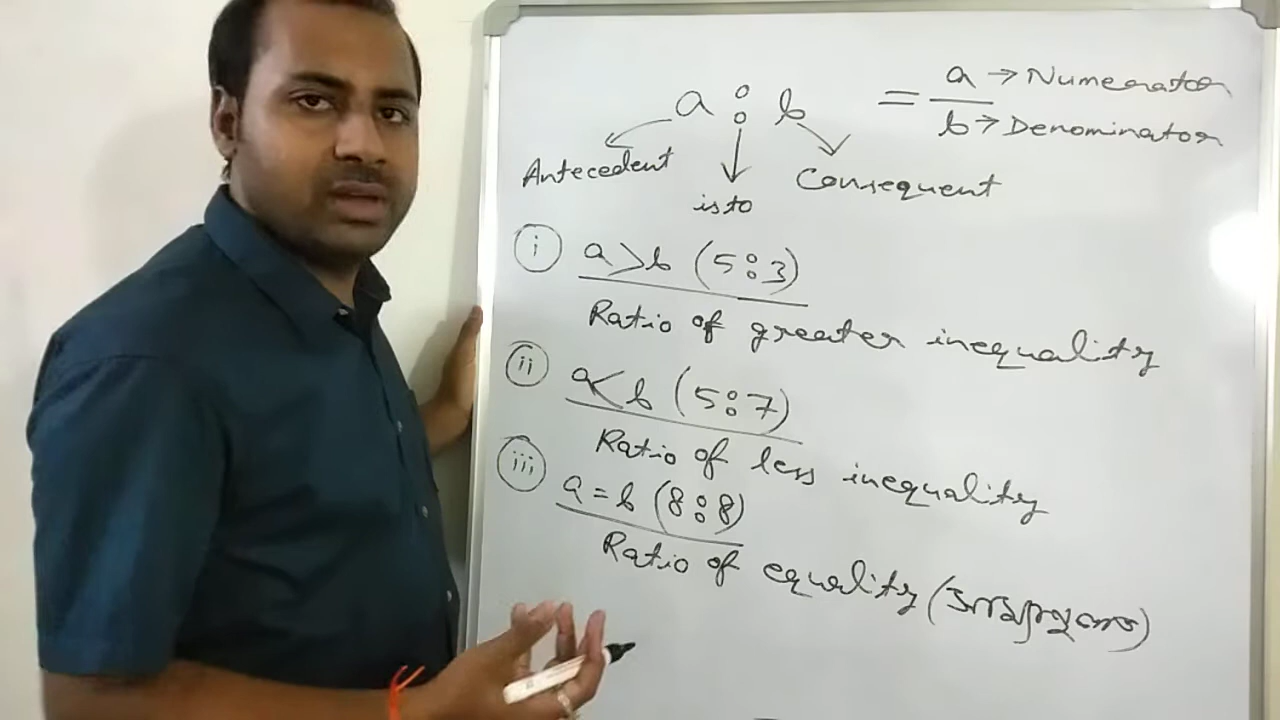 a : b = a → Numerator
b → Denominator
Antecedent is to Consequent
(i) a > b (5:3)
Ratio of greater inequality
(ii) a < b (5:7)
Ratio of less inequality
(iii) a = b (8:8)
Ratio of equality (সাম্যানুপাত)